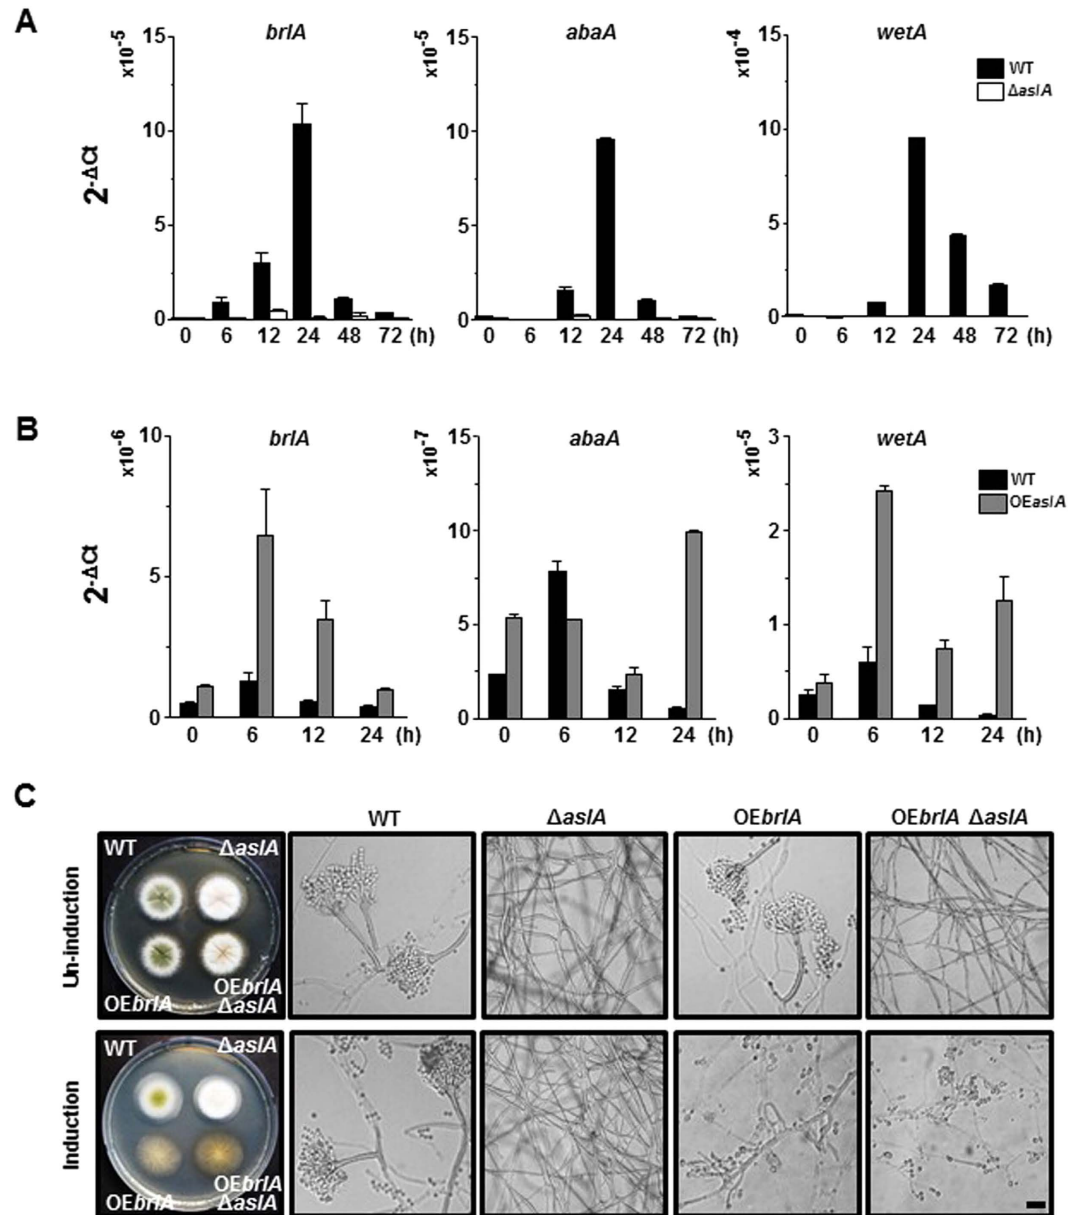 A
x10⁻⁵ brlA
15
10
5
0
0 6 12 24 48 72 (h)
x10⁻⁵ abaA
15
10
5
0
0 6 12 24 48 72 (h)
x10⁻⁴ wetA
15
10
5
0
0 6 12 24 48 72 (h)
WT
ΔaslA
2⁻ΔCt
B
x10⁻⁶ brlA
10
5
0
0 6 12 24 (h)
x10⁻⁷ abaA
15
10
5
0
0 6 12 24 (h)
x10⁻⁵ wetA
3
2
1
0
0 6 12 24 (h)
WT
OEaslA
2⁻ΔCt
C
WT ΔaslA OEbrlA OEbrlA ΔaslA
Un-induction
WT ΔaslA
OEbrlA OEbrlA
ΔaslA
Induction
WT ΔaslA
OEbrlA OEbrlA
ΔaslA